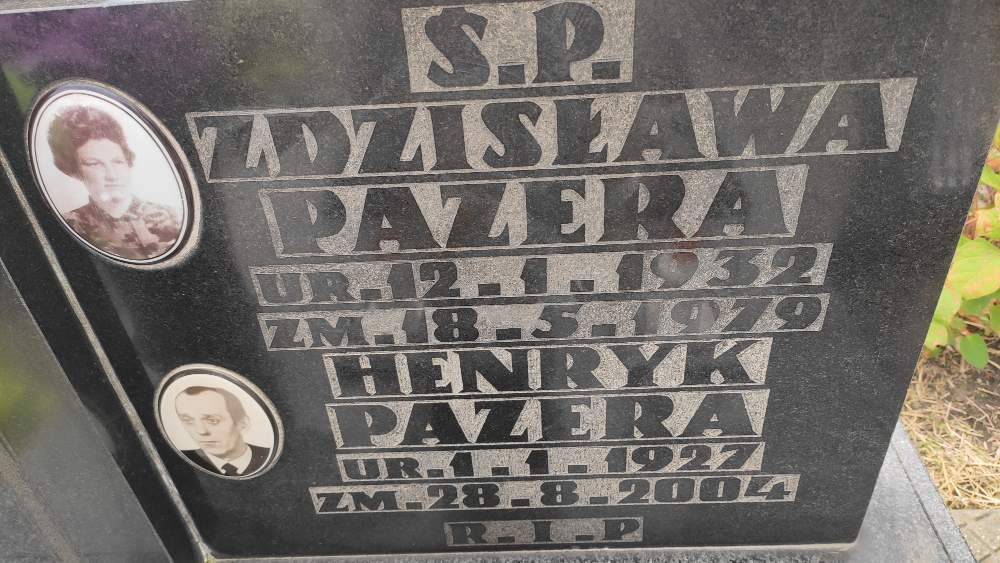 S.P.
ZDZISŁAWA
PAZERA
UR.12.1.1932
ZM.18.5.1979
HENRYK
PAZERA
UR.1.1.1927
ZM.28.8.2004
R.I.P